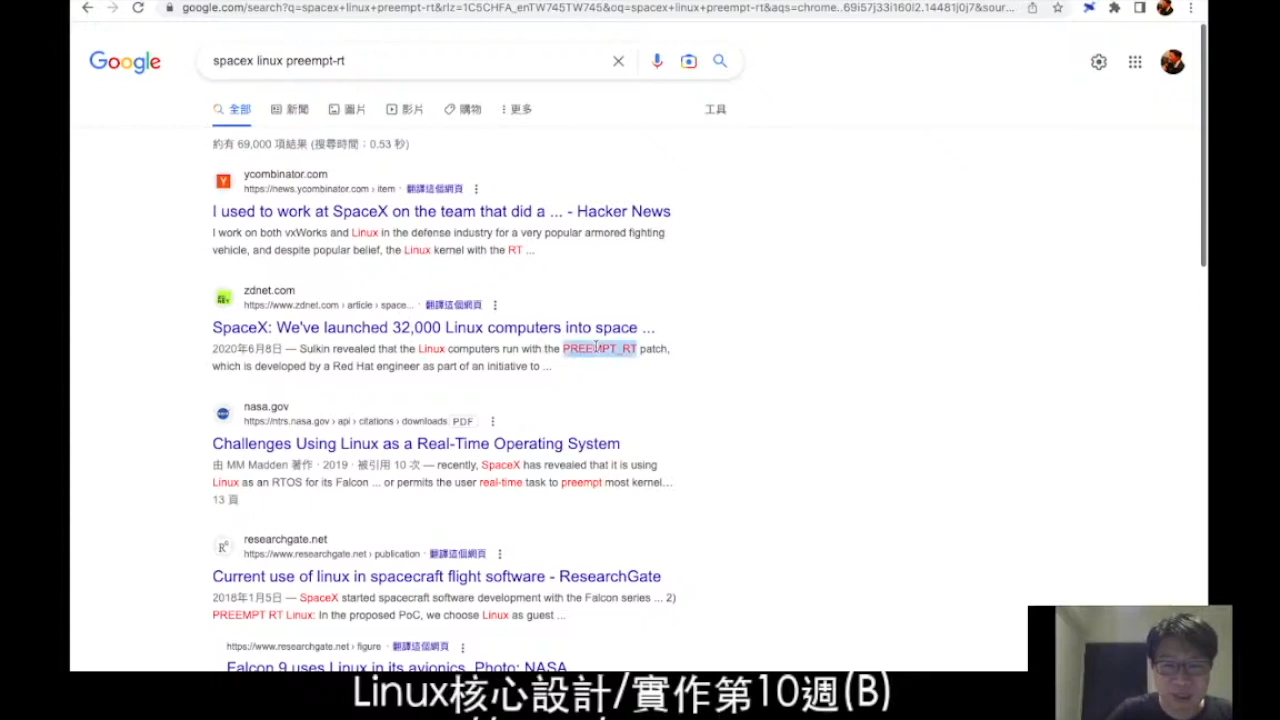 google.com/search?q=spacex+linux+preempt-rt&rlz=1C5CHFA_enTW745TW745&oq=spacex+linux+preempt-rt&aqs=chrome..69i57j33i160l2.14481j0j7&sour...
Google
spacex linux preempt-rt
全部 新聞 圖片 影片 購物 更多 工具
約有 69,000 項結果 (搜尋時間：0.53 秒)
ycombinator.com
https://news.ycombinator.com › item · 翻譯這個網頁
I used to work at SpaceX on the team that did a ... - Hacker News
I work on both vxWorks and Linux in the defense industry for a very popular armored fighting
vehicle, and despite popular belief, the Linux kernel with the RT ...
zdnet.com
https://www.zdnet.com › article › space... · 翻譯這個網頁
SpaceX: We've launched 32,000 Linux computers into space ...
2020年6月8日 — Sulkin revealed that the Linux computers run with the PREEMPT_RT patch,
which is developed by a Red Hat engineer as part of an initiative to ...
nasa.gov
https://ntrs.nasa.gov › api › citations › downloads PDF
Challenges Using Linux as a Real-Time Operating System
由 MM Madden 著作 · 2019 · 被引用 10 次 — recently, SpaceX has revealed that it is using
Linux as an RTOS for its Falcon ... or permits the user real-time task to preempt most kernel...
13 頁
researchgate.net
https://www.researchgate.net › publication · 翻譯這個網頁
Current use of linux in spacecraft flight software - ResearchGate
2018年1月5日 — SpaceX started spacecraft software development with the Falcon series ... 2)
PREEMPT RT Linux: In the proposed PoC, we choose Linux as guest ...
https://www.researchgate.net › figure · 翻譯這個網頁
Falcon 9 uses Linux in its avionics. Photo: NASA
Linux核心設計/實作第10週(B)